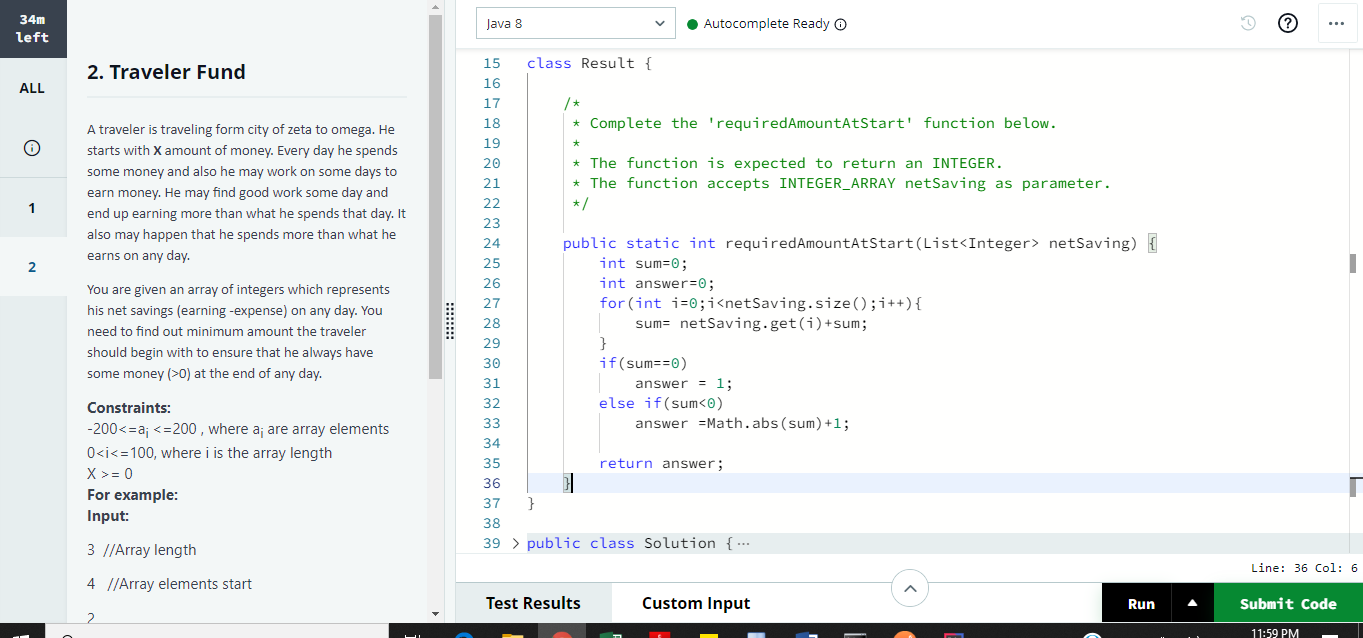 34m
left
ALL
1
2
2. Traveler Fund
A traveler is traveling form city of zeta to omega. He
starts with X amount of money. Every day he spends
some money and also he may work on some days to
earn money. He may find good work some day and
end up earning more than what he spends that day. It
also may happen that he spends more than what he
earns on any day.
You are given an array of integers which represents
his net savings (earning -expense) on any day. You
need to find out minimum amount the traveler
should begin with to ensure that he always have
some money (>0) at the end of any day.
Constraints:
-200<=ai <=200 , where ai are array elements
0<i<=100, where i is the array length
X >= 0
For example:
Input:
3 //Array length
4 //Array elements start
2
Java 8
Autocomplete Ready
15 class Result {
16
17 /*
18 * Complete the 'requiredAmountAtStart' function below.
19 *
20 * The function is expected to return an INTEGER.
21 * The function accepts INTEGER_ARRAY netSaving as parameter.
22 */
23
24 public static int requiredAmountAtStart(List<Integer> netSaving) {
25 int sum=0;
26 int answer=0;
27 for(int i=0;i<netSaving.size();i++){
28 sum= netSaving.get(i)+sum;
29 }
30 if(sum==0)
31 answer = 1;
32 else if(sum<0)
33 answer =Math.abs(sum)+1;
34
35 return answer;
36 }
37 }
38
39 > public class Solution { ...
Line: 36 Col: 6
Test Results
Custom Input
Run
Submit Code
11:59 PM